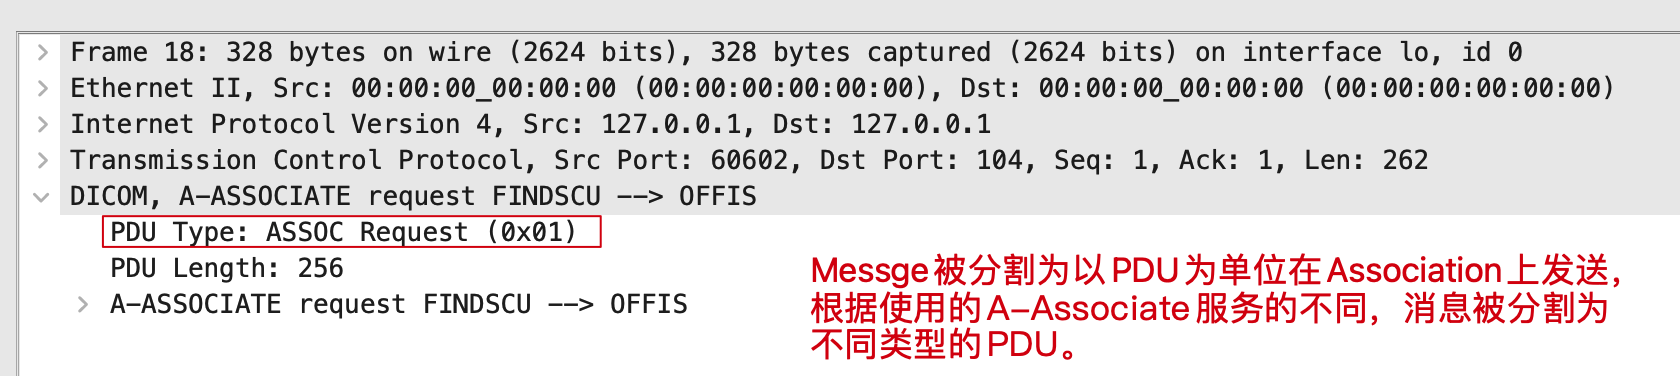 Frame 18: 328 bytes on wire (2624 bits), 328 bytes captured (2624 bits) on interface lo, id 0
Ethernet II, Src: 00:00:00_00:00:00 (00:00:00:00:00:00), Dst: 00:00:00_00:00:00 (00:00:00:00:00:00)
Internet Protocol Version 4, Src: 127.0.0.1, Dst: 127.0.0.1
Transmission Control Protocol, Src Port: 60602, Dst Port: 104, Seq: 1, Ack: 1, Len: 262
DICOM, A-ASSOCIATE request FINDSCU --> OFFIS
PDU Type: ASSOC Request (0x01)
PDU Length: 256
A-ASSOCIATE request FINDSCU --> OFFIS
Messge被分割为以PDU为单位在Association上发送,
根据使用的A-Associate服务的不同，消息被分割为
不同类型的PDU。